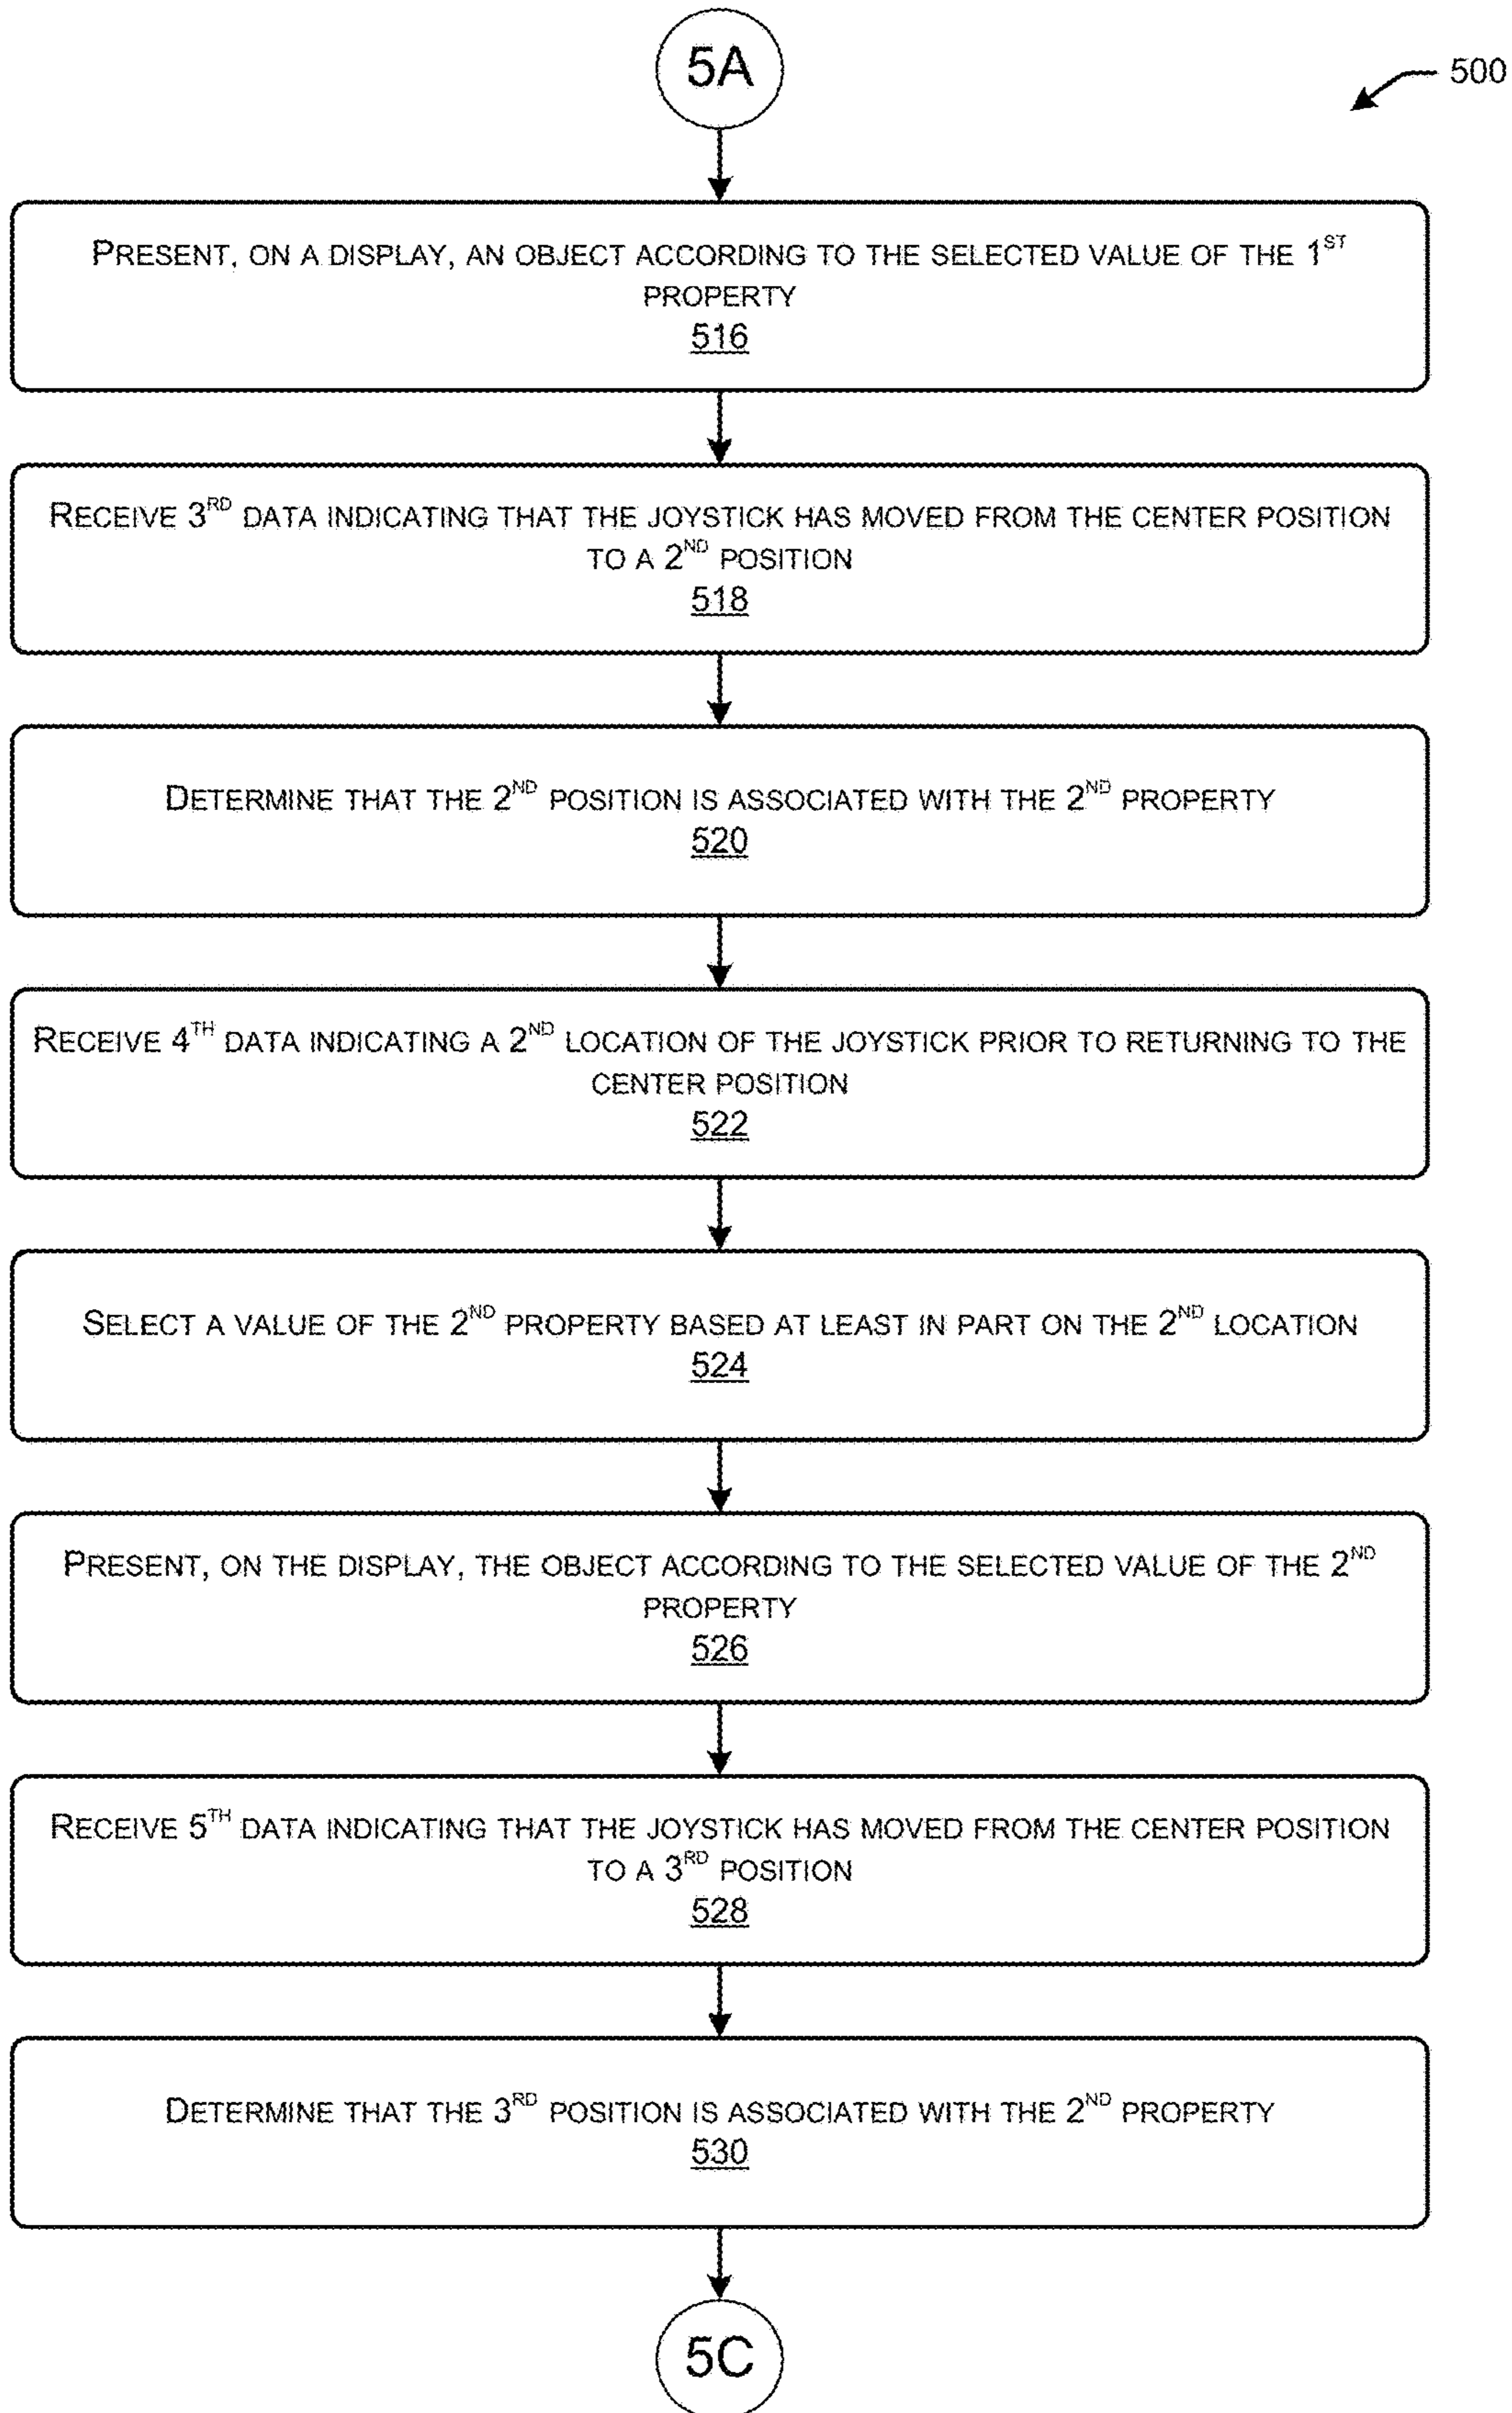 5A
500
PRESENT, ON A DISPLAY, AN OBJECT ACCORDING TO THE SELECTED VALUE OF THE 1ST
PROPERTY
516
RECEIVE 3RD DATA INDICATING THAT THE JOYSTICK HAS MOVED FROM THE CENTER POSITION
TO A 2ND POSITION
518
DETERMINE THAT THE 2ND POSITION IS ASSOCIATED WITH THE 2ND PROPERTY
520
RECEIVE 4TH DATA INDICATING A 2ND LOCATION OF THE JOYSTICK PRIOR TO RETURNING TO THE
CENTER POSITION
522
SELECT A VALUE OF THE 2ND PROPERTY BASED AT LEAST IN PART ON THE 2ND LOCATION
524
PRESENT, ON THE DISPLAY, THE OBJECT ACCORDING TO THE SELECTED VALUE OF THE 2ND
PROPERTY
526
RECEIVE 5TH DATA INDICATING THAT THE JOYSTICK HAS MOVED FROM THE CENTER POSITION
TO A 3RD POSITION
528
DETERMINE THAT THE 3RD POSITION IS ASSOCIATED WITH THE 2ND PROPERTY
530
5C